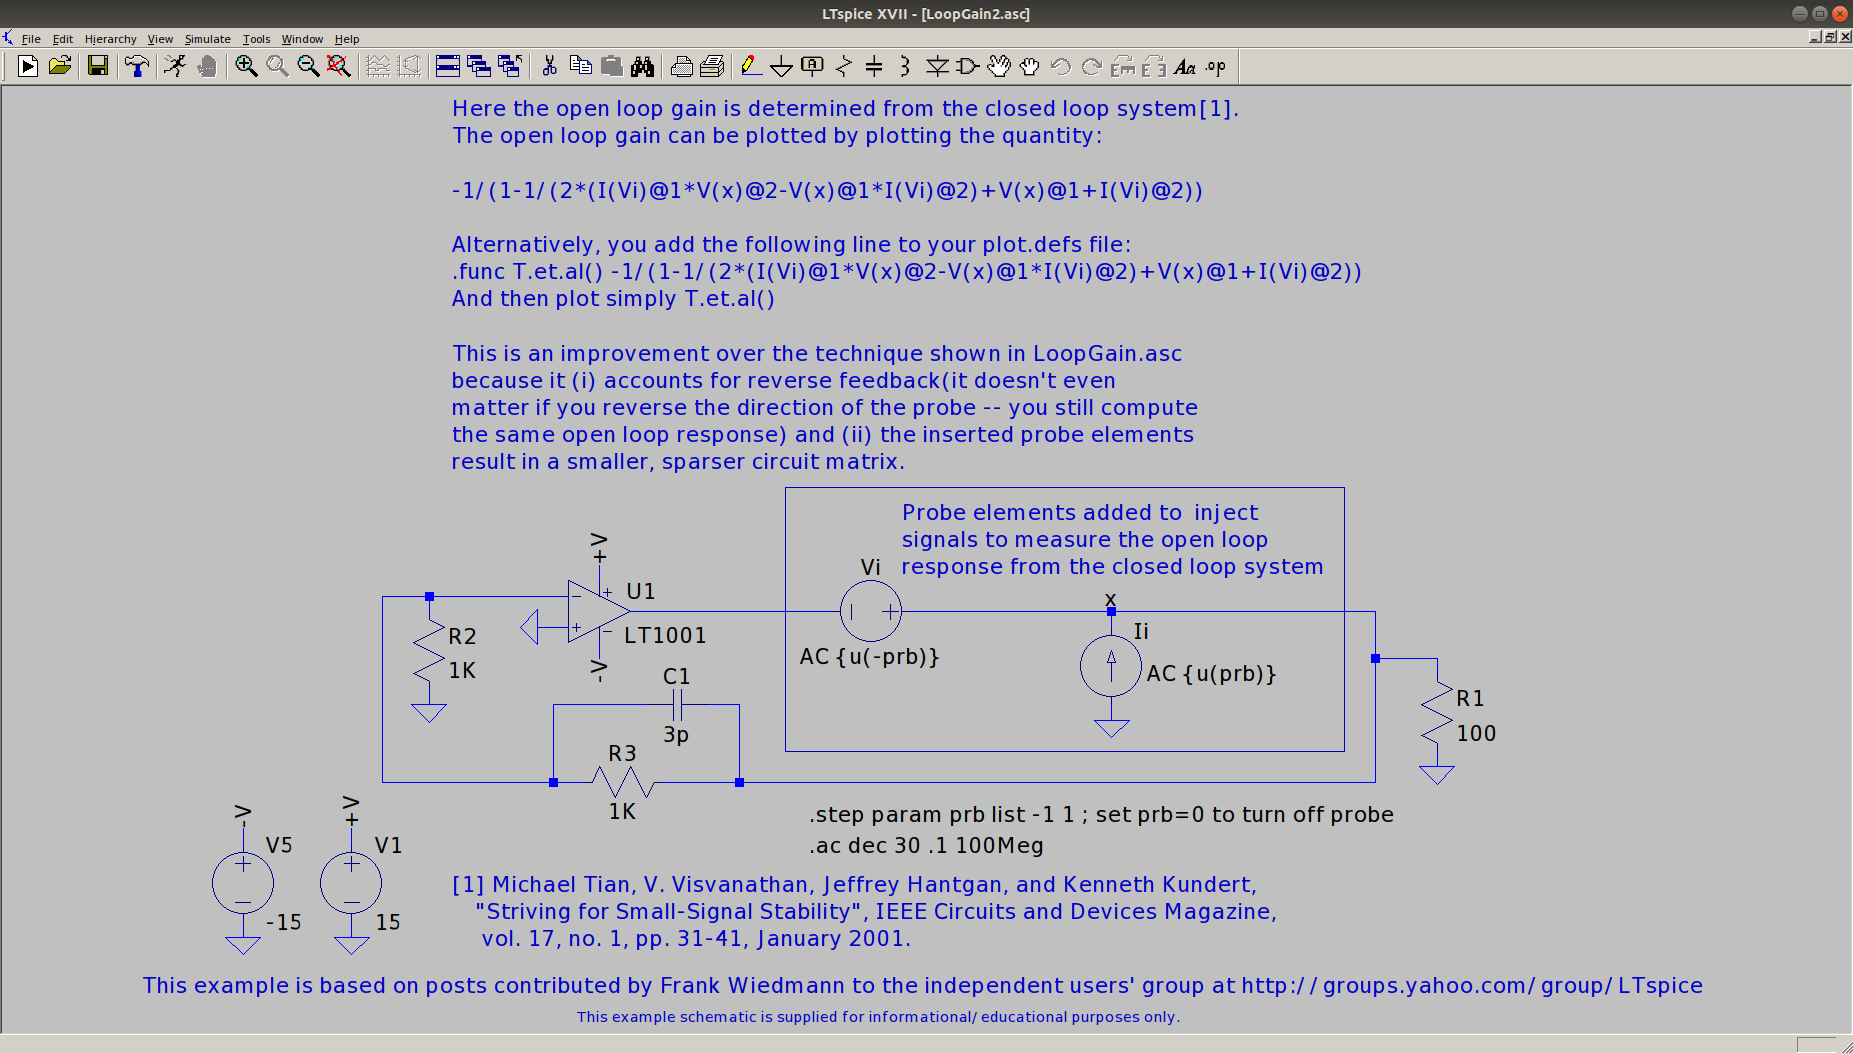 LTspice XVII - [LoopGain2.asc]
File Edit Hierarchy View Simulate Tools Window Help
Here the open loop gain is determined from the closed loop system[1].
The open loop gain can be plotted by plotting the quantity:
-1/(1-1/(2*(I(Vi)@1*V(x)@2-V(x)@1*I(Vi)@2)+V(x)@1+I(Vi)@2))
Alternatively, you add the following line to your plot.defs file:
.func T.et.al() -1/(1-1/(2*(I(Vi)@1*V(x)@2-V(x)@1*I(Vi)@2)+V(x)@1+I(Vi)@2))
And then plot simply T.et.al()
This is an improvement over the technique shown in LoopGain.asc
because it (i) accounts for reverse feedback(it doesn't even
matter if you reverse the direction of the probe -- you still compute
the same open loop response) and (ii) the inserted probe elements
result in a smaller, sparser circuit matrix.
Probe elements added to inject
signals to measure the open loop
response from the closed loop system
+V
U1
LT1001
-V
R2
1K
Vi
AC {u(-prb)}
x
Ii
AC {u(prb)}
C1
3p
R3
1K
R1
100
.step param prb list -1 1 ; set prb=0 to turn off probe
.ac dec 30 .1 100Meg
-V
V5
-15
+V
V1
15
[1] Michael Tian, V. Visvanathan, Jeffrey Hantgan, and Kenneth Kundert,
"Striving for Small-Signal Stability", IEEE Circuits and Devices Magazine,
vol. 17, no. 1, pp. 31-41, January 2001.
This example is based on posts contributed by Frank Wiedmann to the independent users' group at http://groups.yahoo.com/group/LTspice
This example schematic is supplied for informational/educational purposes only.